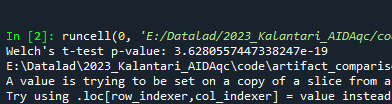 In [2]: runcell(0, 'E:/Datalad/2023_Kalantari_AIDAqc/co
Welch's t-test p-value: 3.6280557447338247e-19
E:\Datalad\2023_Kalantari_AIDAqc\code\artifact_comparis
A value is trying to be set on a copy of a slice from a
Try using .loc[row_indexer,col_indexer] = value instead